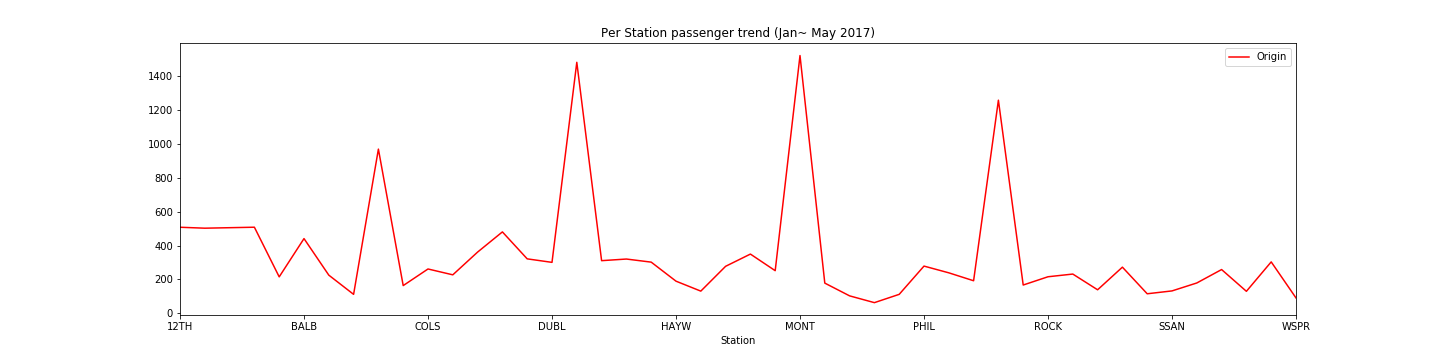 Per Station passenger trend (Jan~ May 2017)
Origin
1400
1200
1000
800
600
400
200
0
12TH BALB COLS DUBL HAYW MONT PHIL ROCK SSAN WSPR
Station